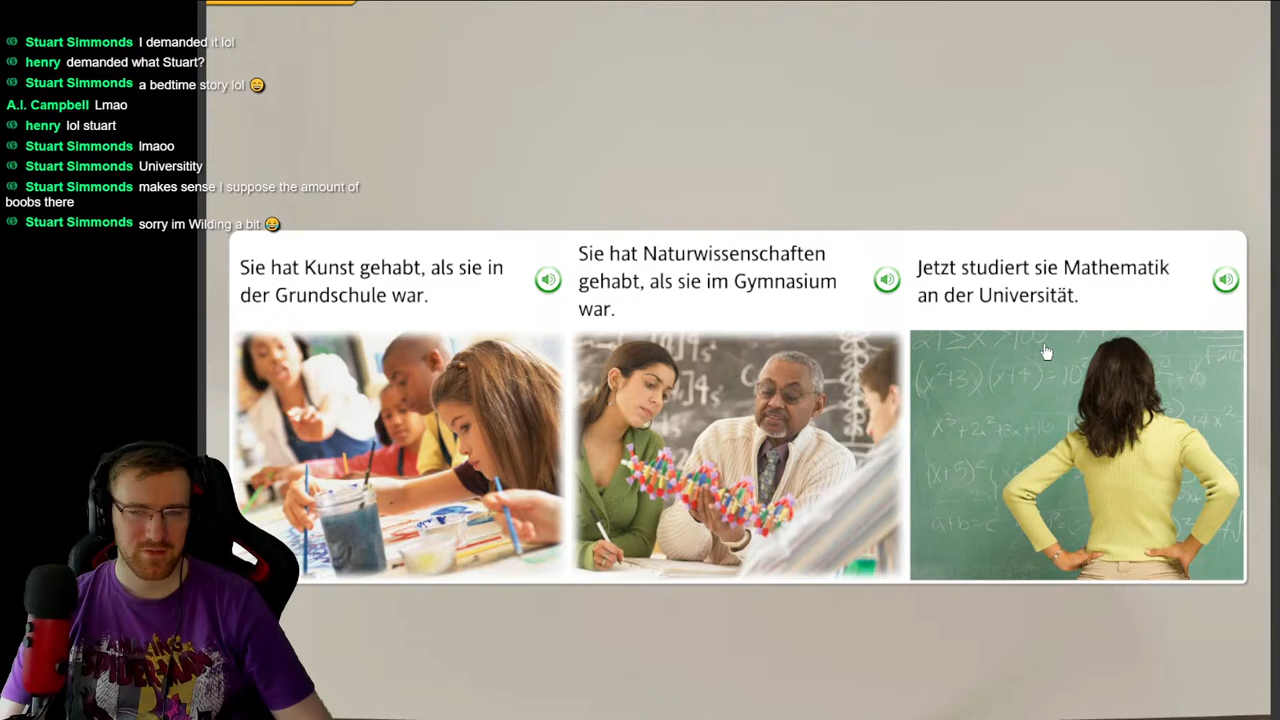 Stuart Simmonds I demanded it lol
henry demanded what Stuart?
Stuart Simmonds a bedtime story lol 😄
A.I. Campbell Lmao
henry lol stuart
Stuart Simmonds lmaoo
Stuart Simmonds Universitity
Stuart Simmonds makes sense I suppose the amount of
boobs there
Stuart Simmonds sorry im Wilding a bit 😂
Sie hat Kunst gehabt, als sie in
der Grundschule war.
Sie hat Naturwissenschaften
gehabt, als sie im Gymnasium
war.
Jetzt studiert sie Mathematik
an der Universität.